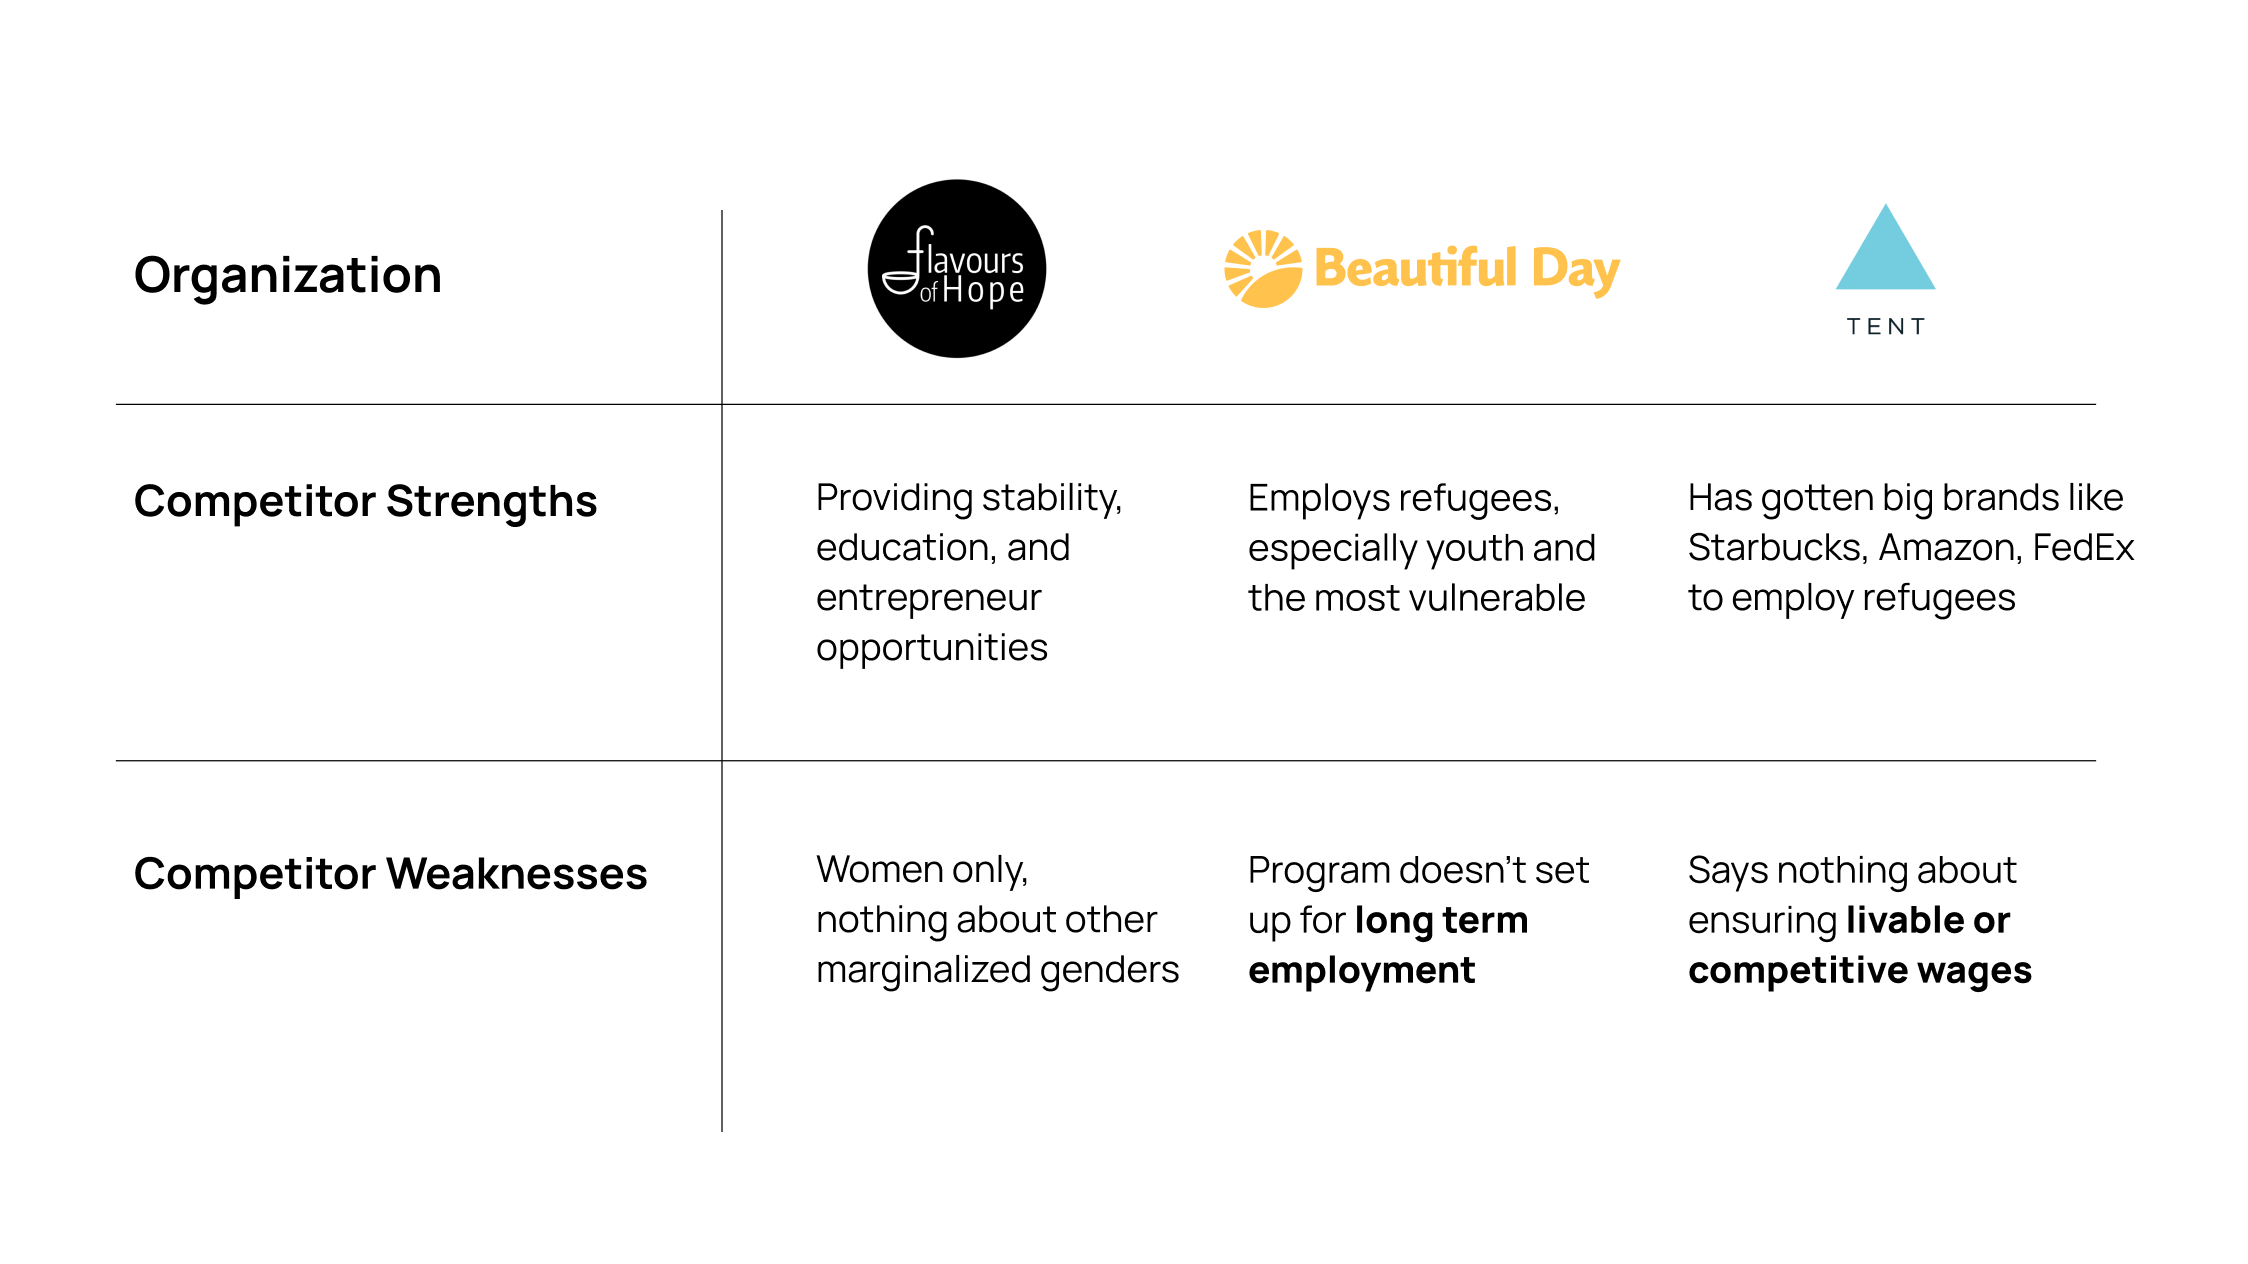 Organization
flavours
of Hope
Beautiful Day
TENT
Competitor Strengths
Providing stability,
education, and
entrepreneur
opportunities
Employs refugees,
especially youth and
the most vulnerable
Has gotten big brands like
Starbucks, Amazon, FedEx
to employ refugees
Competitor Weaknesses
Women only,
nothing about other
marginalized genders
Program doesn’t set
up for long term
employment
Says nothing about
ensuring livable or
competitive wages